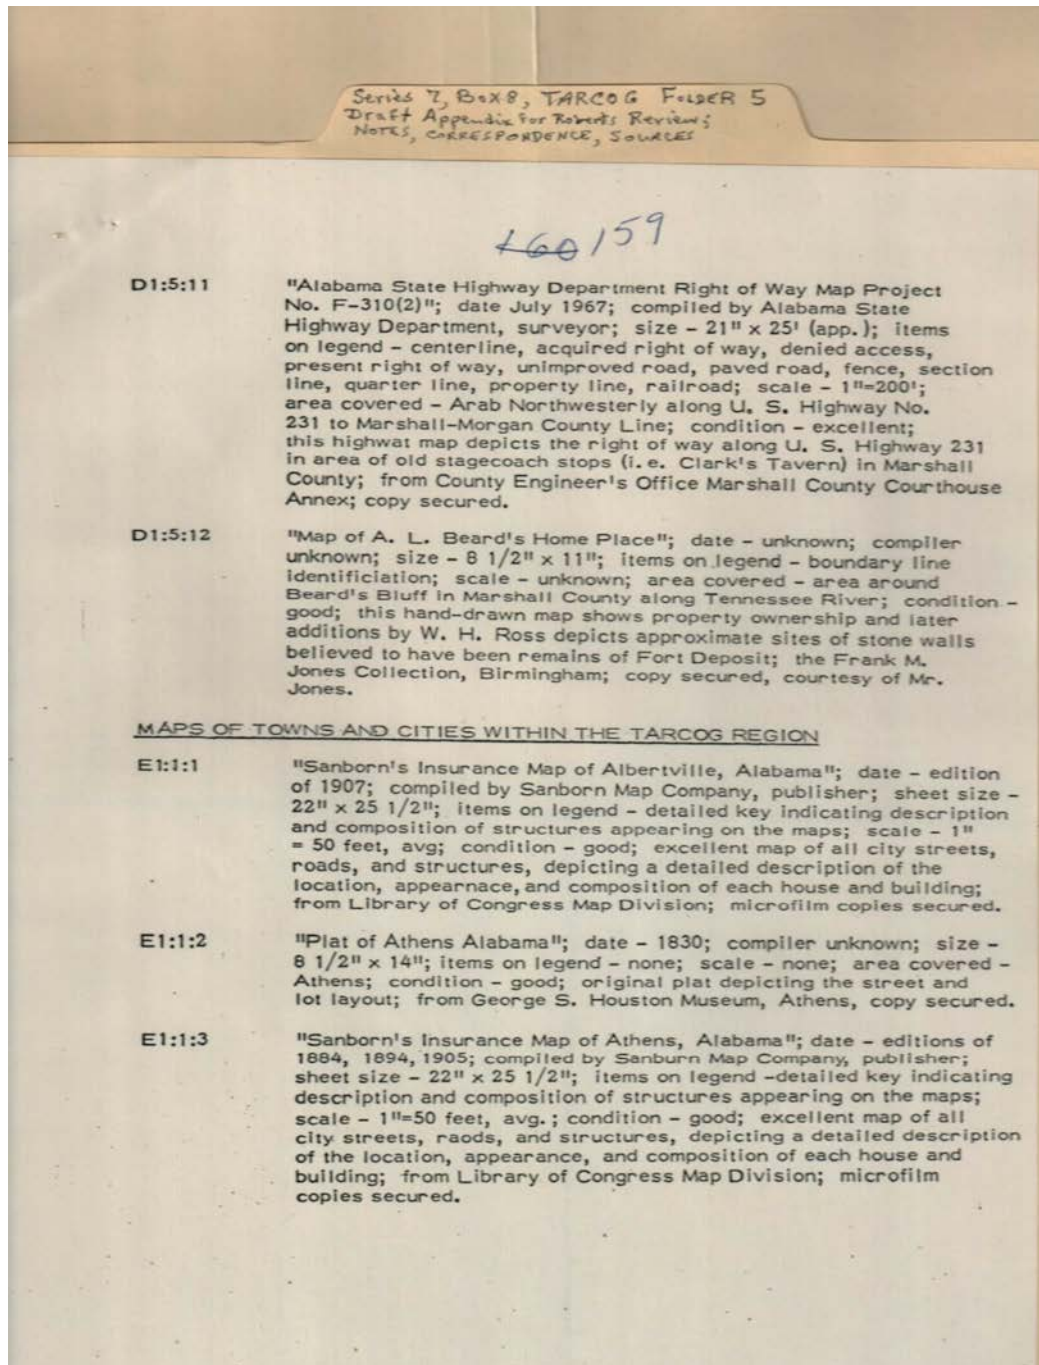 Series 7, Box 8, TARCOG FOLDER 5
Draft Appendix for Roberts Review;
NOTES, CORRESPONDENCE, SOURCES
160 159
D1:5:11 "Alabama State Highway Department Right of Way Map Project
No. F-310(2)"; date July 1967; compiled by Alabama State
Highway Department, surveyor; size - 21" x 25' (app.); items
on legend - centerline, acquired right of way, denied access,
present right of way, unimproved road, paved road, fence, section
line, quarter line, property line, railroad; scale - 1"=200';
area covered - Arab Northwesterly along U. S. Highway No.
231 to Marshall-Morgan County Line; condition - excellent;
this highwat map depicts the right of way along U. S. Highway 231
in area of old stagecoach stops (i.e. Clark's Tavern) in Marshall
County; from County Engineer's Office Marshall County Courthouse
Annex; copy secured.
D1:5:12 "Map of A. L. Beard's Home Place"; date - unknown; compiler
unknown; size - 8 1/2" x 11"; items on legend - boundary line
identificiation; scale - unknown; area covered - area around
Beard's Bluff in Marshall County along Tennessee River; condition -
good; this hand-drawn map shows property ownership and later
additions by W. H. Ross depicts approximate sites of stone walls
believed to have been remains of Fort Deposit; the Frank M.
Jones Collection, Birmingham; copy secured, courtesy of Mr.
Jones.
MAPS OF TOWNS AND CITIES WITHIN THE TARCOG REGION
E1:1:1 "Sanborn's Insurance Map of Albertville, Alabama"; date - edition
of 1907; compiled by Sanborn Map Company, publisher; sheet size -
22" x 25 1/2"; items on legend - detailed key indicating description
and composition of structures appearing on the maps; scale - 1"
= 50 feet, avg; condition - good; excellent map of all city streets,
roads, and structures, depicting a detailed description of the
location, appearnace, and composition of each house and building;
from Library of Congress Map Division; microfilm copies secured.
E1:1:2 "Plat of Athens Alabama"; date - 1830; compiler unknown; size -
8 1/2" x 14"; items on legend - none; scale - none; area covered -
Athens; condition - good; original plat depicting the street and
lot layout; from George S. Houston Museum, Athens, copy secured.
E1:1:3 "Sanborn's Insurance Map of Athens, Alabama"; date - editions of
1884, 1894, 1905; compiled by Sanburn Map Company, publisher;
sheet size - 22" x 25 1/2"; items on legend -detailed key indicating
description and composition of structures appearing on the maps;
scale - 1"=50 feet, avg.; condition - good; excellent map of all
city streets, raods, and structures, depicting a detailed description
of the location, appearance, and composition of each house and
building; from Library of Congress Map Division; microfilm
copies secured.